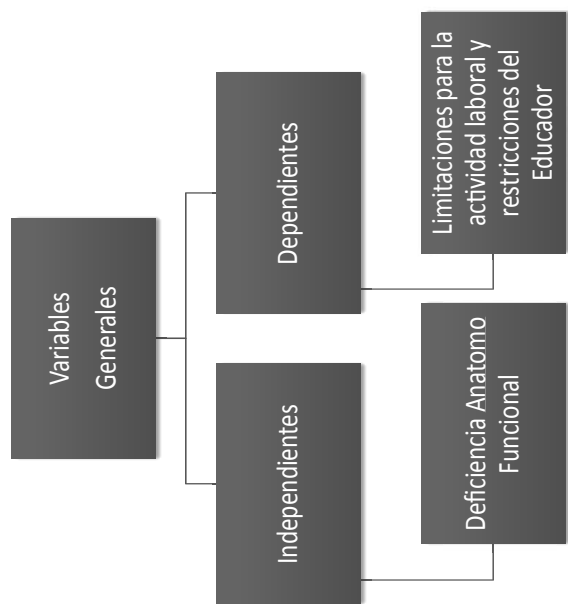 Variables
Generales
Independientes
Deficiencia Anatomo
Funcional
Dependientes
Limitaciones para la
actividad laboral y
restricciones del
Educador